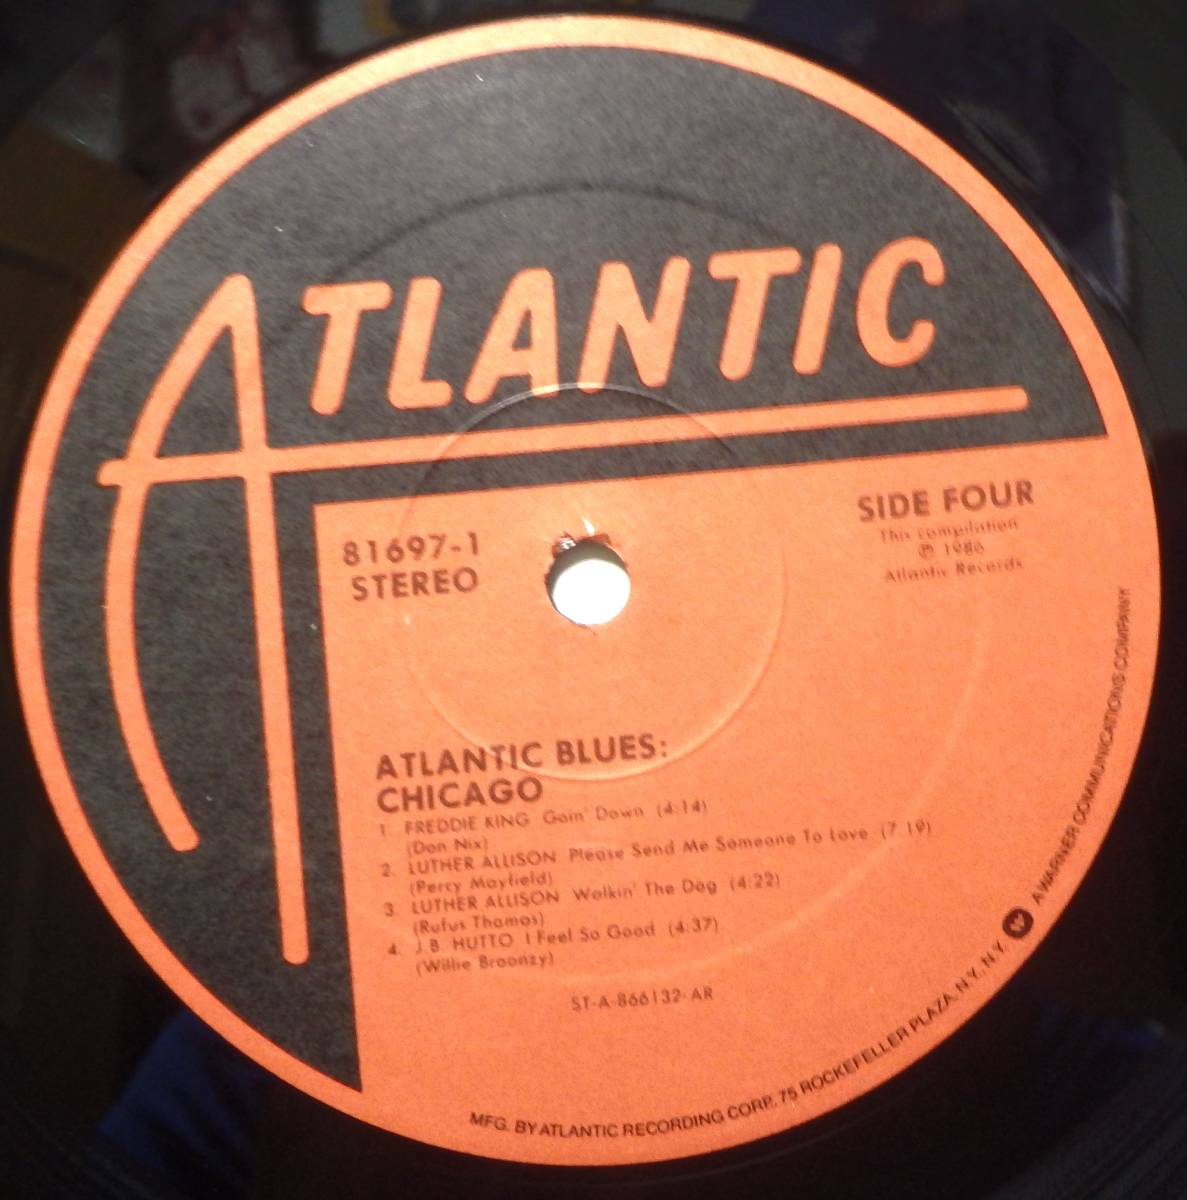 ATLANTIC
81697-1
STEREO
SIDE FOUR
This compilation
℗ 1986
Atlantic Records
ATLANTIC BLUES:
CHICAGO
1. FREDDIE KING Goin' Down (4:14)
(Don Nix)
2. LUTHER ALLISON Please Send Me Someone To Love (7:19)
(Percy Mayfield)
3. LUTHER ALLISON Walkin' The Dog (4:22)
(Rufus Thomas)
4. J.B. HUTTO I Feel So Good (4:37)
(Willie Broonzy)
ST-A-866132-AR
MFG. BY ATLANTIC RECORDING CORP., 75 ROCKEFELLER PLAZA, N.Y., N.Y. A WARNER COMMUNICATIONS COMPANY